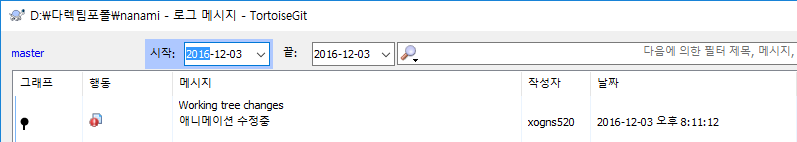 D:\다렉팀포폴\nanami - 로그 메시지 - TortoiseGit
master 시작: 2016-12-03 끝: 2016-12-03 다음에 의한 필터 제목, 메시지,
그래프 행동 메시지 작성자 날짜
Working tree changes
애니메이션 수정중 xogns520 2016-12-03 오후 8:11:12